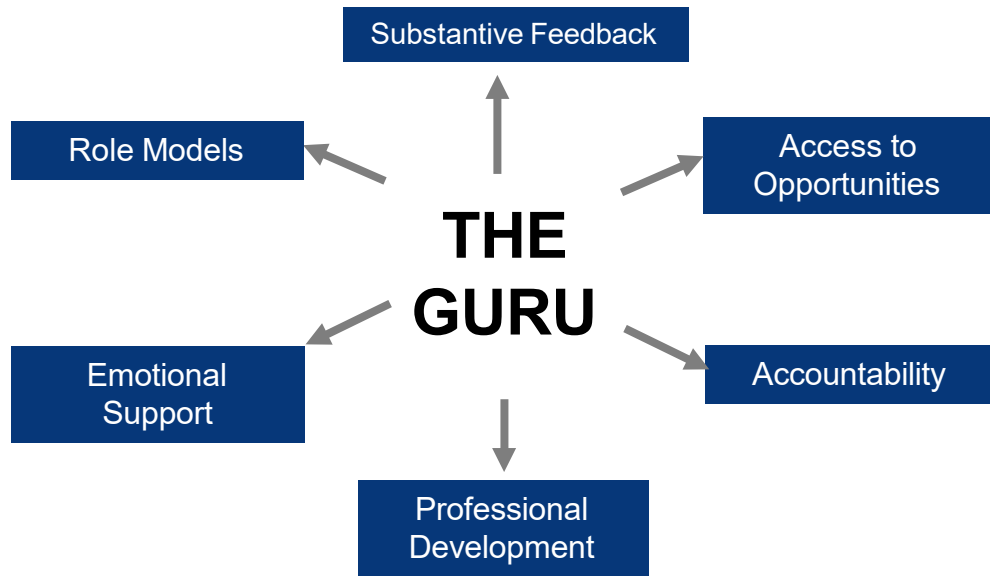 Substantive Feedback
Role Models
Access to
Opportunities
THE
GURU
Emotional
Support
Accountability
Professional
Development